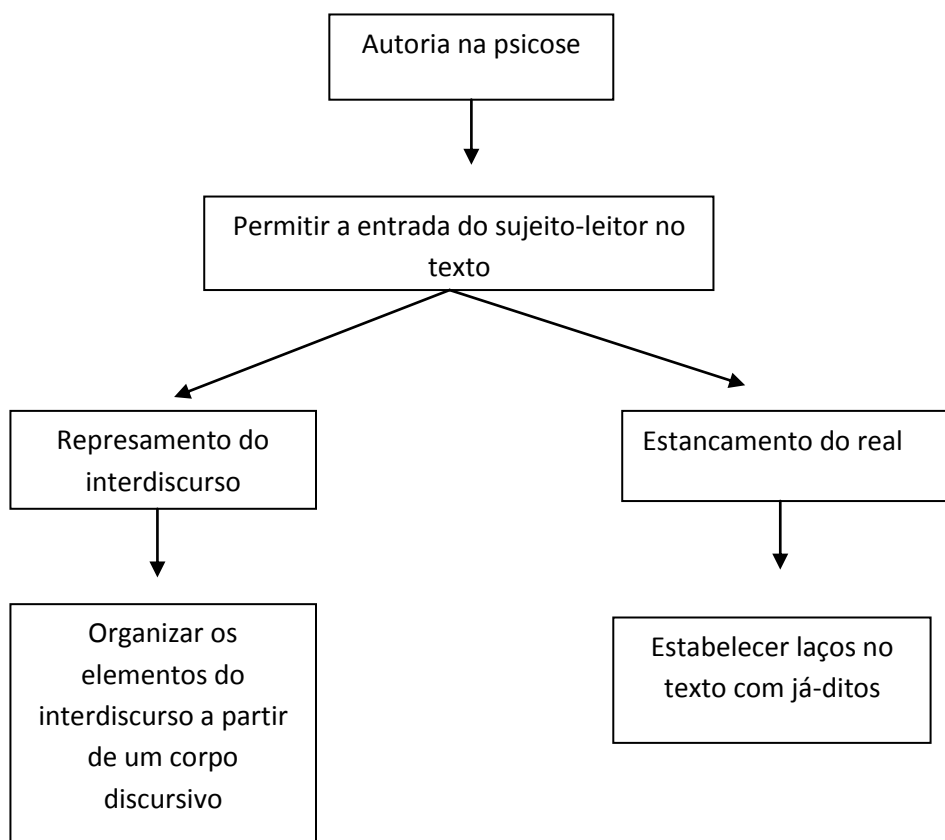 Autoria na psicose
Permitir a entrada do sujeito-leitor no
texto
Represamento do
interdiscurso
Estancamento do real
Organizar os
elementos do
interdiscurso a partir
de um corpo
discursivo
Estabelecer laços no
texto com já-ditos